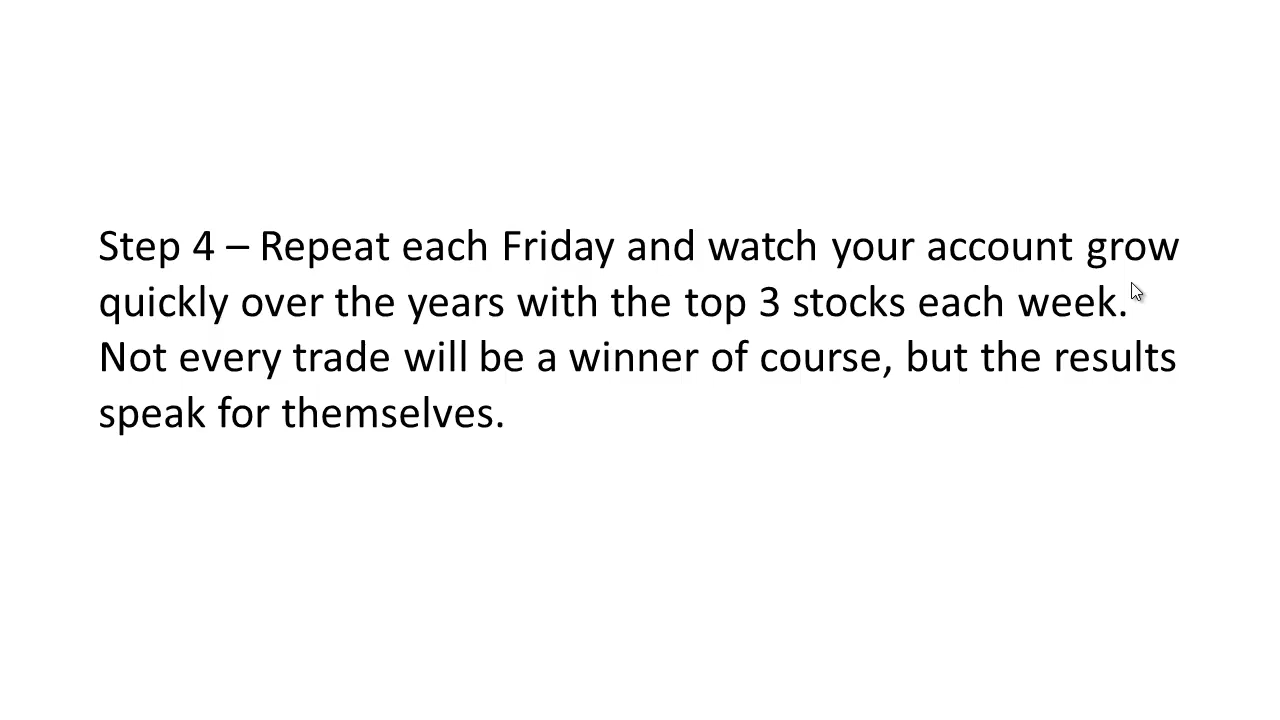 Step 4 – Repeat each Friday and watch your account grow
quickly over the years with the top 3 stocks each week.
Not every trade will be a winner of course, but the results
speak for themselves.